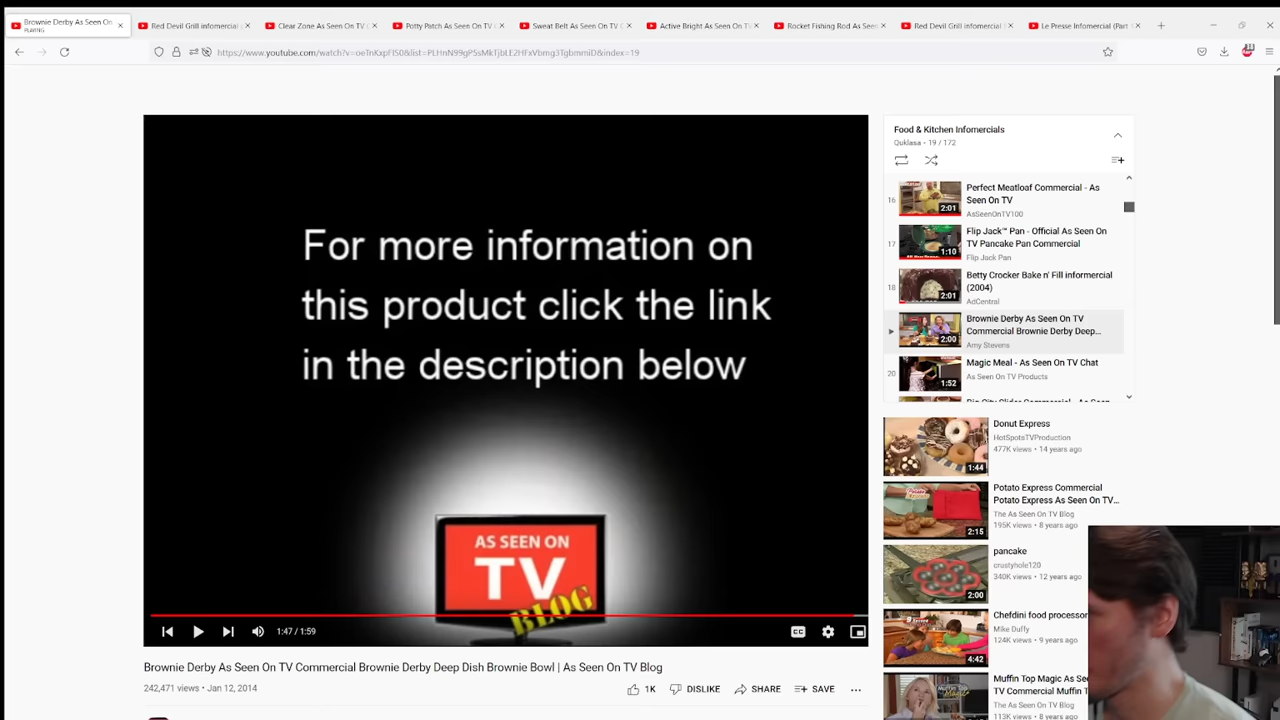 Brownie Derby As Seen On
PLAYING
Red Devil Grill infomercial
Clear Zone As Seen On TV
Potty Patch As Seen On TV C
Sweat Belt As Seen On TV C
Active Bright As Seen On TV
Rocket Fishing Rod As Seen
Red Devil Grill infomercial
Le Presse Infomercial (Part
For more information on
this product click the link
in the description below
AS SEEN ON
TV
BLOG
1:47 / 1:59
CC
Brownie Derby As Seen On TV Commercial Brownie Derby Deep Dish Brownie Bowl | As Seen On TV Blog
242,471 views • Jan 12, 2014
1K
DISLIKE
SHARE
SAVE
Food & Kitchen Infomercials
Quklasa - 19 / 172
16
2:01
Perfect Meatloaf Commercial - As
Seen On TV
AsSeenOnTV100
17
1:10
Flip Jack™ Pan - Official As Seen On
TV Pancake Pan Commercial
Flip Jack Pan
18
2:01
Betty Crocker Bake n' Fill informercial
(2004)
AdCentral
2:00
Brownie Derby As Seen On TV
Commercial Brownie Derby Deep...
Amy Stevens
20
1:52
Magic Meal - As Seen On TV Chat
As Seen On TV Products
1:44
Donut Express
HotSpotsTVProduction
477K views • 14 years ago
2:15
Potato Express Commercial
Potato Express As Seen On TV...
The As Seen On TV Blog
195K views • 8 years ago
2:00
pancake
crustyhole120
340K views • 12 years ago
4:42
Chefdini food processor
Mike Duffy
124K views • 9 years ago
Muffin Top Magic
Muffin Top Magic As See
TV Commercial Muffin T
The As Seen On TV Blog
113K views • 8 years ago